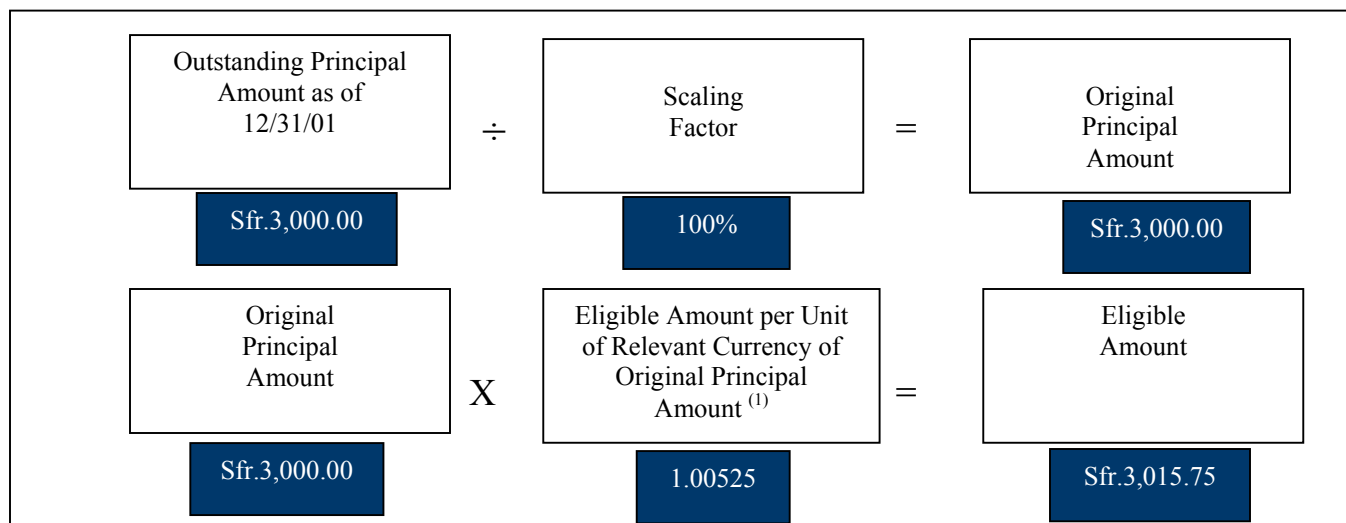 Outstanding Principal
Amount as of
12/31/01
÷
Scaling
Factor
=
Original
Principal
Amount
Sfr.3,000.00
100%
Sfr.3,000.00
Original
Principal
Amount
X
Eligible Amount per Unit
of Relevant Currency of
Original Principal
Amount (1)
=
Eligible
Amount
Sfr.3,000.00
1.00525
Sfr.3,015.75